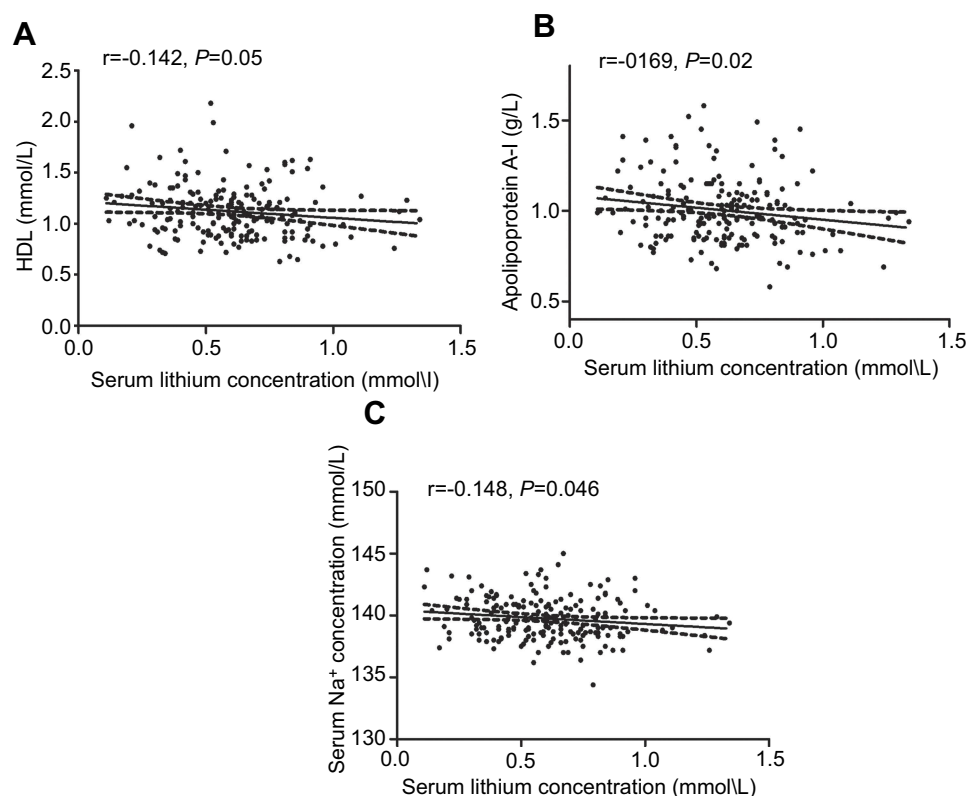 A
r=-0.142, P=0.05
2.5
2.0
1.5
1.0
0.5
0.0
HDL (mmol/L)
0.0 0.5 1.0 1.5
Serum lithium concentration (mmol\l)
B
r=-0169, P=0.02
1.5
1.0
0.5
Apolipoprotein A-I (g/L)
0.0 0.5 1.0 1.5
Serum lithium concentration (mmol\L)
C
r=-0.148, P=0.046
150
145
140
135
130
Serum Na⁺ concentration (mmol/L)
0.0 0.5 1.0 1.5
Serum lithium concentration (mmol\L)